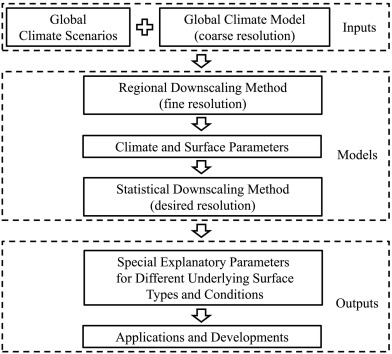 Global
Climate Scenarios
Global Climate Model
(coarse resolution)
Inputs
Regional Downscaling Method
(fine resolution)
Climate and Surface Parameters
Models
Statistical Downscaling Method
(desired resolution)
Special Explanatory Parameters
for Different Underlying Surface
Types and Conditions
Outputs
Applications and Developments